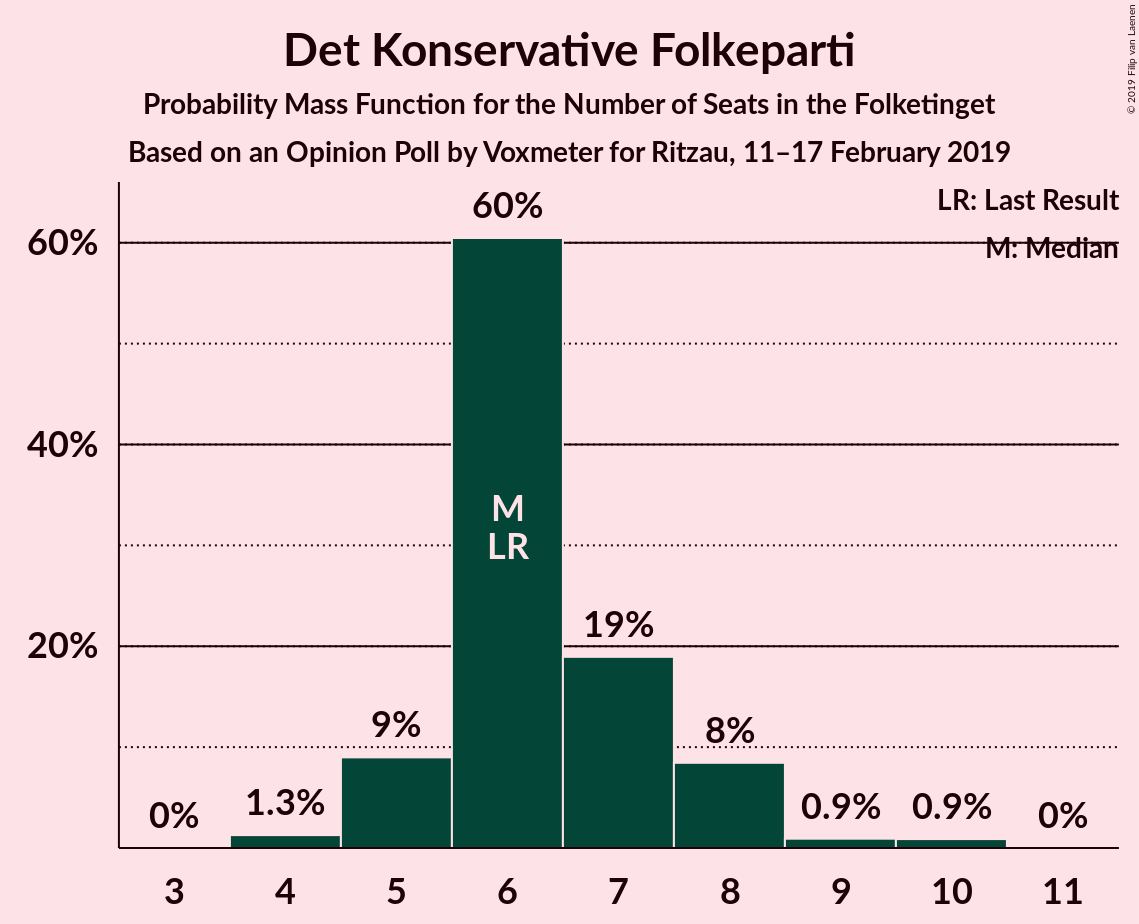 Det Konservative Folkeparti
Probability Mass Function for the Number of Seats in the Folketinget
Based on an Opinion Poll by Voxmeter for Ritzau, 11–17 February 2019
© 2019 Filip van Laenen
LR: Last Result
M: Median
60%
40%
20%
0%
1.3%
9%
60%
M
LR
19%
8%
0.9%
0.9%
0%
3 4 5 6 7 8 9 10 11